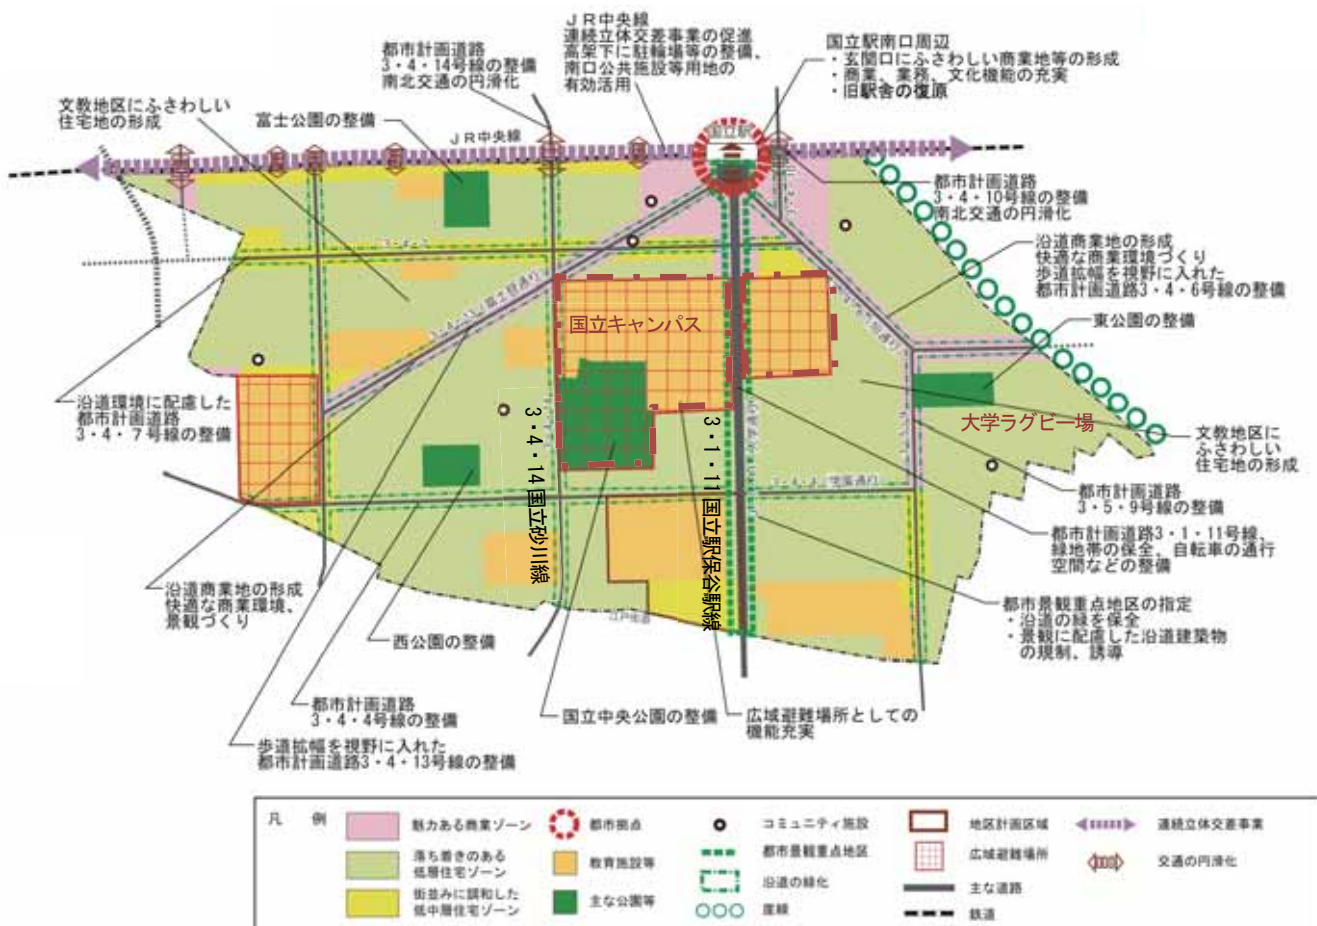 JR中央線
連続立体交差事業の促進
高架下に駐輪場等の整備、
南口公共施設等用地の
有効活用
都市計画道路
3・4・14号線の整備
南北交通の円滑化
国立駅南口周辺
・玄関口にふさわしい商業地等の形成
・商業、業務、文化機能の充実
・旧駅舎の復原
文教地区にふさわしい
住宅地の形成
富士公園の整備
JR中央線
国立駅
都市計画道路
3・4・10号線の整備
南北交通の円滑化
沿道商業地の形成
快適な商業環境づくり
歩道拡幅を視野に入れた
都市計画道路3・4・6号線の整備
東公園の整備
国立キャンパス
大学ラグビー場
沿道環境に配慮した
都市計画道路
3・4・7号線の整備
3・4・14国立砂川線
3・1・11国立駅保谷駅線
文教地区に
ふさわしい
住宅地の形成
都市計画道路
3・5・9号線の整備
都市計画道路3・1・11号線、
緑地帯の保全、自転車の通行
空間などの整備
都市景観重点地区の指定
・沿道の緑を保全
・景観に配慮した沿道建築物
の規制、誘導
沿道商業地の形成
快適な商業環境、
景観づくり
西公園の整備
江戸街道
都市計画道路
3・4・4号線の整備
国立中央公園の整備
広域避難場所としての
機能充実
歩道拡幅を視野に入れた
都市計画道路3・4・13号線の整備
凡 例
魅力ある商業ゾーン
落ち着きのある
低層住宅ゾーン
街並みに調和した
低中層住宅ゾーン
都市拠点
教育施設等
主な公園等
コミュニティ施設
都市景観重点地区
沿道の緑化
崖線
地区計画区域
広域避難場所
主な道路
鉄道
連続立体交差事業
交通の円滑化